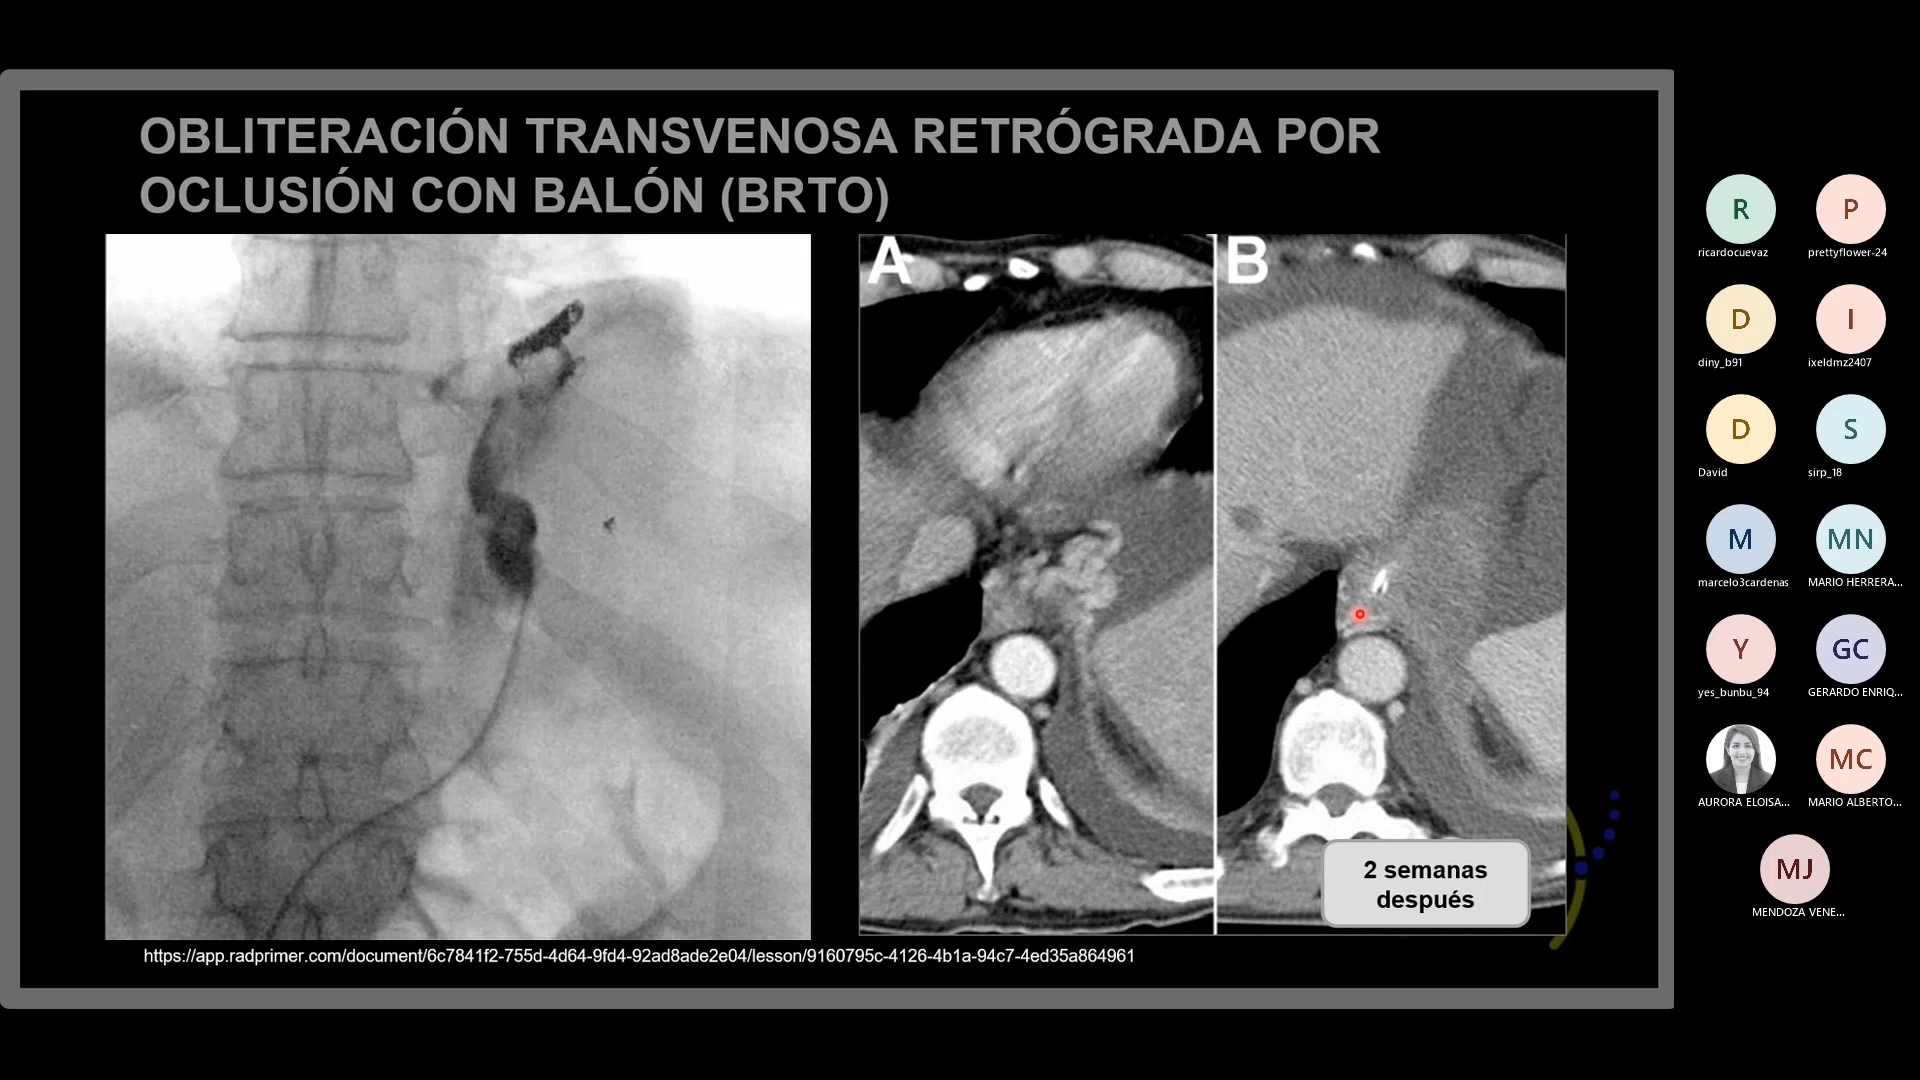 OBLITERACIÓN TRANSVENOSA RETRÓGRADA POR
OCLUSIÓN CON BALÓN (BRTO)
A
B
2 semanas
después
https://app.radprimer.com/document/6c7841f2-755d-4d64-9fd4-92ad8ade2e04/lesson/9160795c-4126-4b1a-94c7-4ed35a864961
R
ricardocuevaz
P
prettyflower-24
D
diny_b91
I
ixeldmz2407
D
David
S
sirp_18
M
marcelo3cardenas
MN
MARIO HERRERA...
Y
yes_bunbu_94
GC
GERARDO ENRIQ...
AURORA ELOISA...
MC
MARIO ALBERTO...
MJ
MENDOZA VENE...